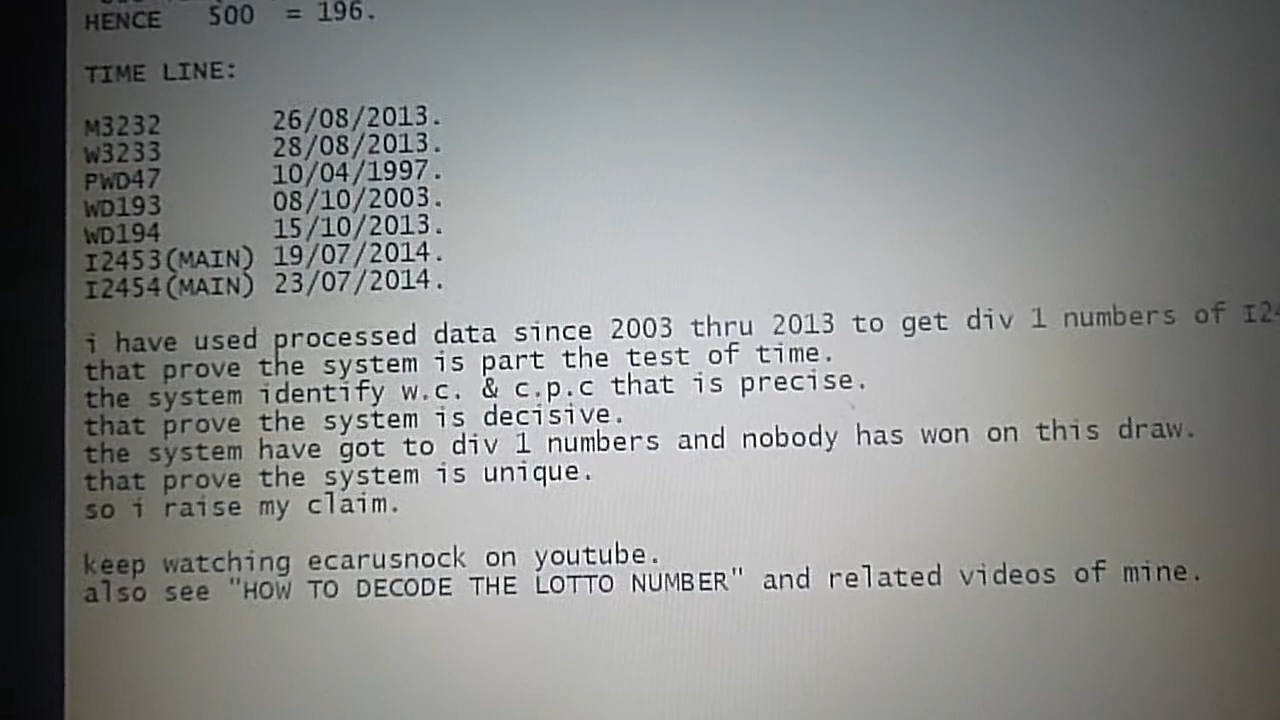 HENCE SOO = 196.
TIME LINE:
M3232 26/08/2013.
W3233 28/08/2013.
PWD47 10/04/1997.
WD193 08/10/2003.
WD194 15/10/2013.
I2453(MAIN) 19/07/2014.
I2454(MAIN) 23/07/2014.
i have used processed data since 2003 thru 2013 to get div 1 numbers of
that prove the system is part the test of time.
the system identify w.c. & c.p.c that is precise.
that prove the system is decisive.
the system have got to div 1 numbers and nobody has won on this draw.
that prove the system is unique.
so i raise my claim.
keep watching ecarusnock on youtube.
also see "HOW TO DECODE THE LOTTO NUMBER" and related videos of mine.